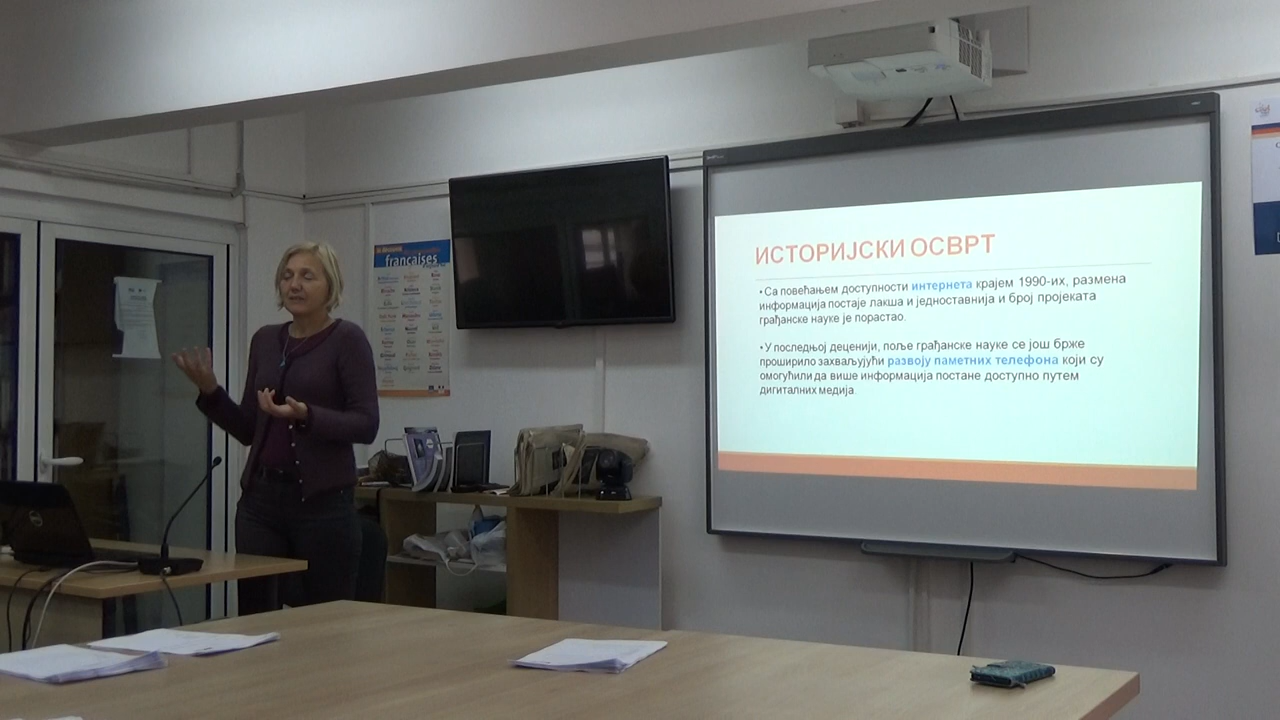 françaises
ИСТОРИЈСКИ ОСВРТ
•Са повећањем доступности интернета крајем 1990-их, размена
информација постаје лакша и једноставнија и број пројеката
грађанске науке је порастао.
•У последњој деценији, поље грађанске науке се још брже
проширило захваљујући развоју паметних телефона који су
омогућили да више информација постане доступно путем
дигиталних медија.
DELL